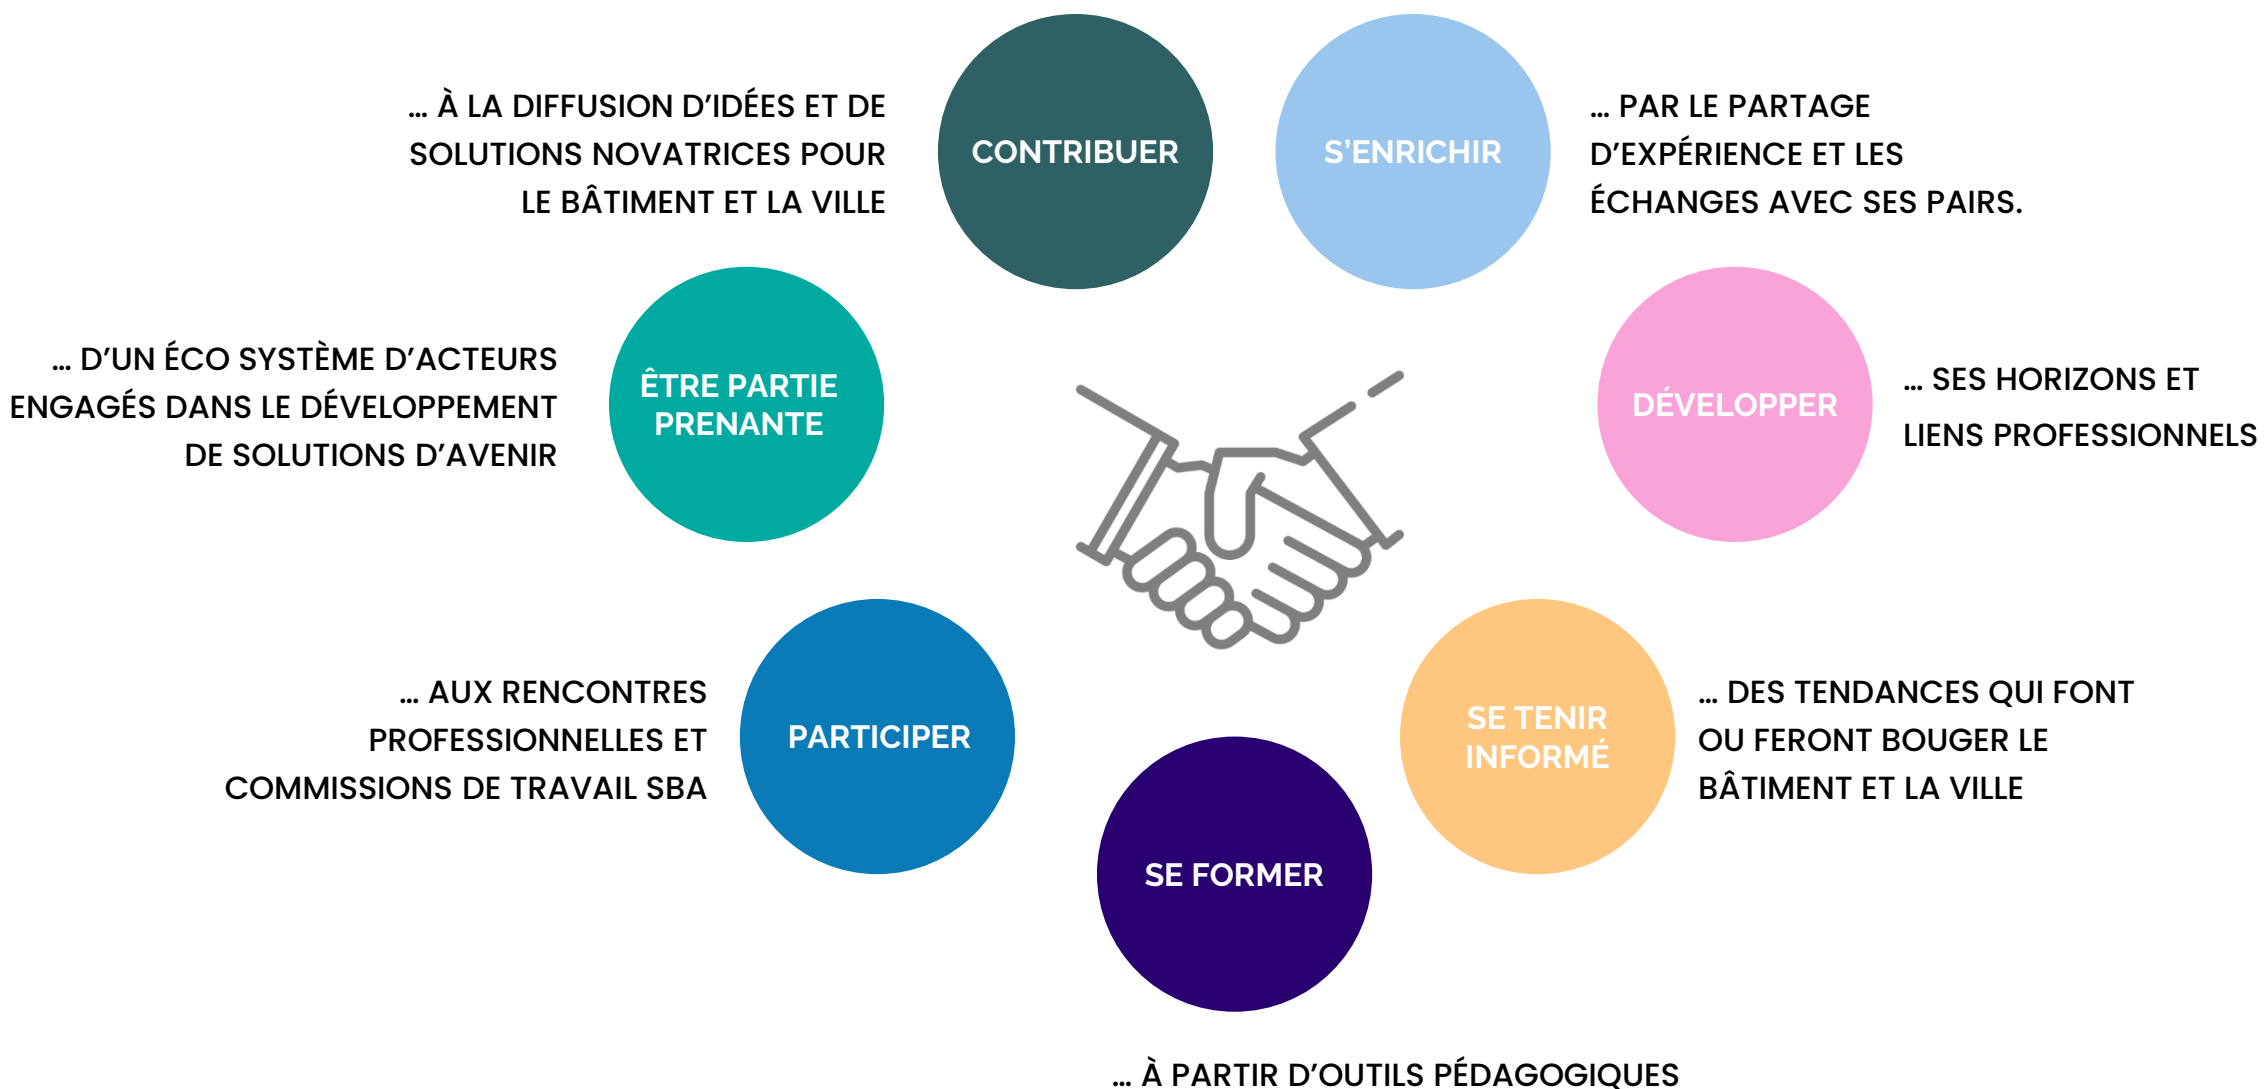 CONTRIBUER
... À LA DIFFUSION D'IDÉES ET DE
SOLUTIONS NOVATRICES POUR
LE BÂTIMENT ET LA VILLE
S'ENRICHIR
... PAR LE PARTAGE
D'EXPÉRIENCE ET LES
ÉCHANGES AVEC SES PAIRS.
ÊTRE PARTIE
PRENANTE
... D'UN ÉCO SYSTÈME D'ACTEURS
ENGAGÉS DANS LE DÉVELOPPEMENT
DE SOLUTIONS D'AVENIR
DÉVELOPPER
... SES HORIZONS ET
LIENS PROFESSIONNELS
PARTICIPER
... AUX RENCONTRES
PROFESSIONNELLES ET
COMMISSIONS DE TRAVAIL SBA
SE TENIR
INFORMÉ
... DES TENDANCES QUI FONT
OU FERONT BOUGER LE
BÂTIMENT ET LA VILLE
SE FORMER
... À PARTIR D'OUTILS PÉDAGOGIQUES